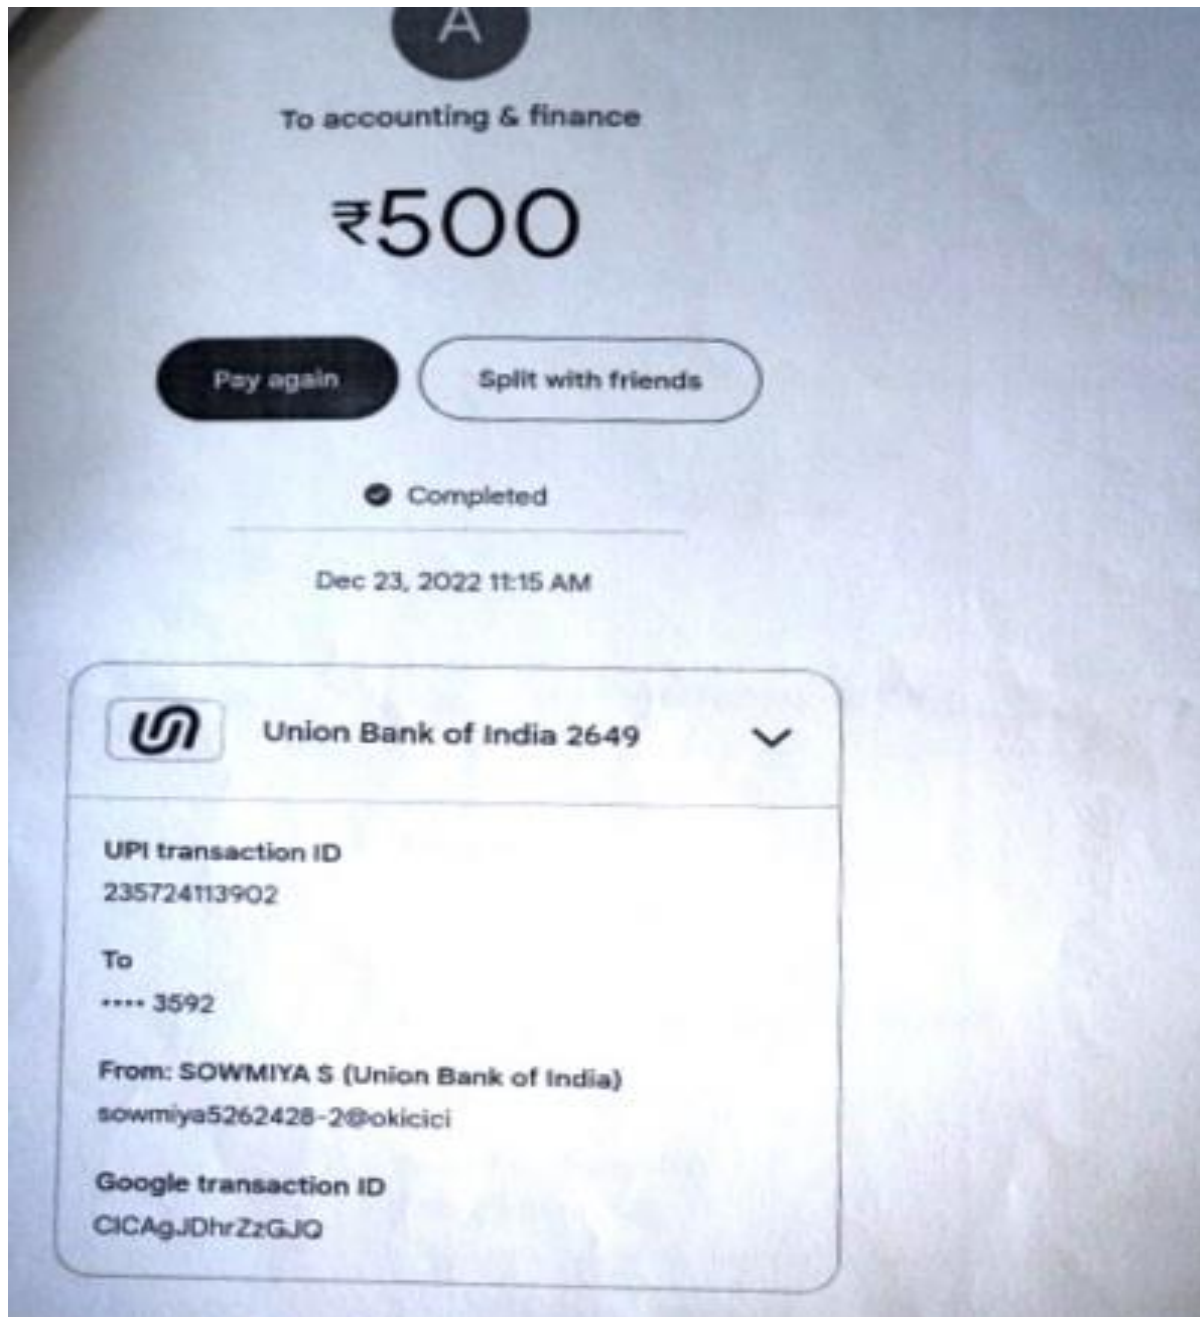 A
To accounting & finance
₹500
Pay again
Split with friends
Completed
Dec 23, 2022 11:15 AM
Union Bank of India 2649
UPI transaction ID
235724113902
To
•••• 3592
From: SOWMIYA S (Union Bank of India)
sowmiya5262428-2@okicici
Google transaction ID
CICAgJDhrZzGJQ